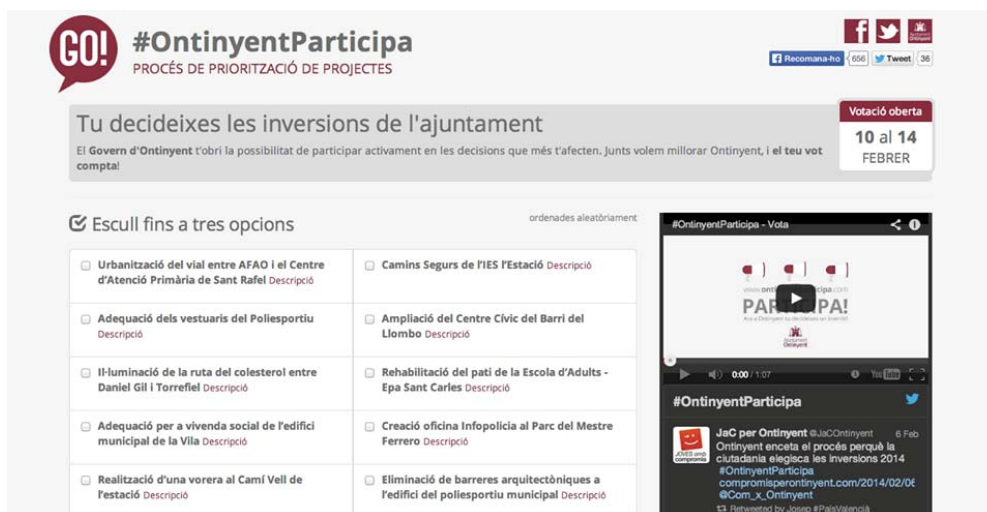 GO!
#OntinyentParticipa
PROCÉS DE PRIORITZACIÓ DE PROJECTES
Recomana-ho 656 Tweet 36
Tu decideixes les inversions de l'ajuntament
El Govern d'Ontinyent t'obri la possibilitat de participar activament en les decisions que més t'afecten. Junts volem millorar Ontinyent, i el teu vot
compta!
Votació oberta
10 al 14
FEBRER
Escull fins a tres opcions
ordenades aleatòriament
Urbanització del vial entre AFAO i el Centre
d'Atenció Primària de Sant Rafel Descripció
Camins Segurs de l'IES l'Estació Descripció
Adequació dels vestuaris del Poliesportiu
Descripció
Ampliació del Centre Cívic del Barri del
Llombo Descripció
Il·luminació de la ruta del colesterol entre
Daniel Gil i Torrefiel Descripció
Rehabilitació del pati de la Escola d'Adults -
Epa Sant Carles Descripció
Adequació per a vivenda social de l'edifici
municipal de la Vila Descripció
Creació oficina Infopolicia al Parc del Mestre
Ferrero Descripció
Realització d'una vorera al Camí Vell de
l'estació Descripció
Eliminació de barreres arquitectòniques a
l'edifici del poliesportiu municipal Descripció
#OntinyentParticipa - Vota
PARTICIPA!
Ajuntament
Ontinyent
0:00 / 1:07
YouTube
#OntinyentParticipa
JOVES amb
compromís
JaC per Ontinyent @JaCOntinyent 6 Feb
Ontinyent enceta el procés perquè la
ciutadania elegisca les inversions 2014
#OntinyentParticipa
compromisperontinyent.com/2014/02/06
@Com_x_Ontinyent
Retweeted by Josep #PaísValencià